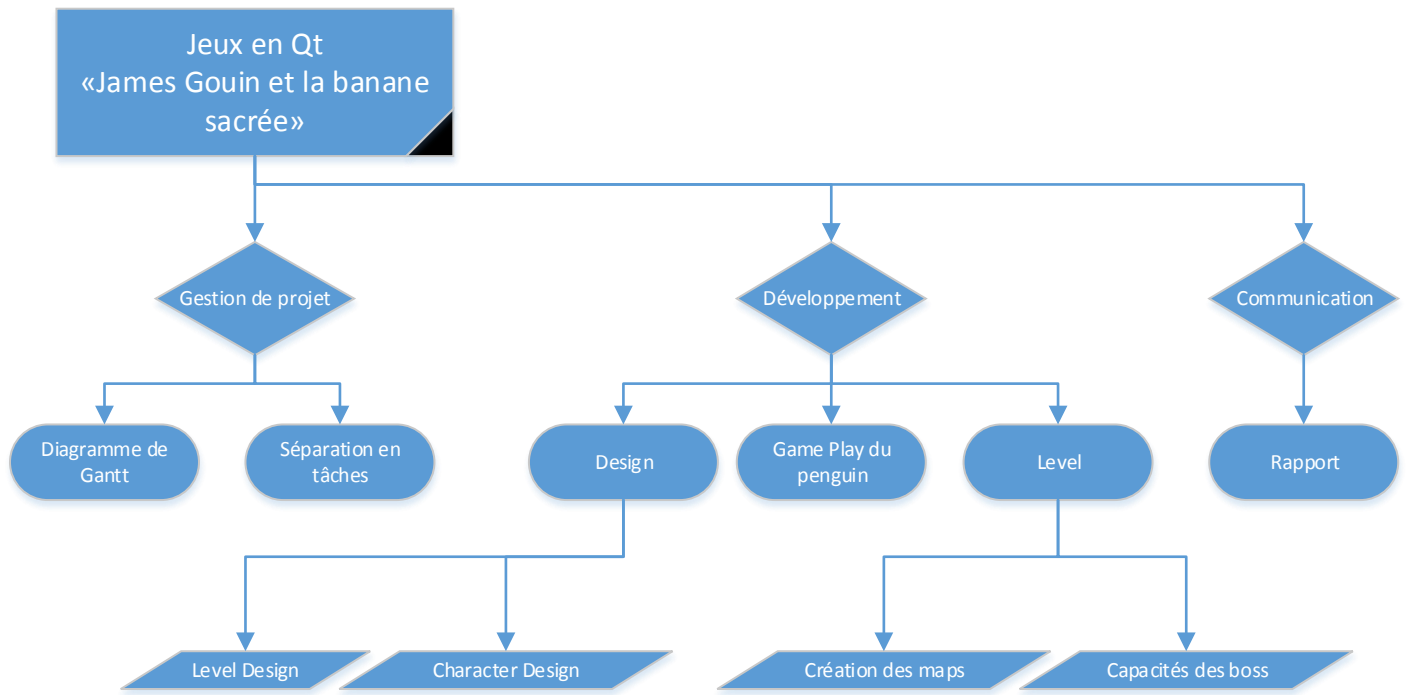 Jeux en Qt
«James Gouin et la banane
sacrée»
Gestion de projet
Développement
Communication
Diagramme de
Gantt
Séparation en
tâches
Design
Game Play du
penguin
Level
Rapport
Level Design
Character Design
Création des maps
Capacités des boss